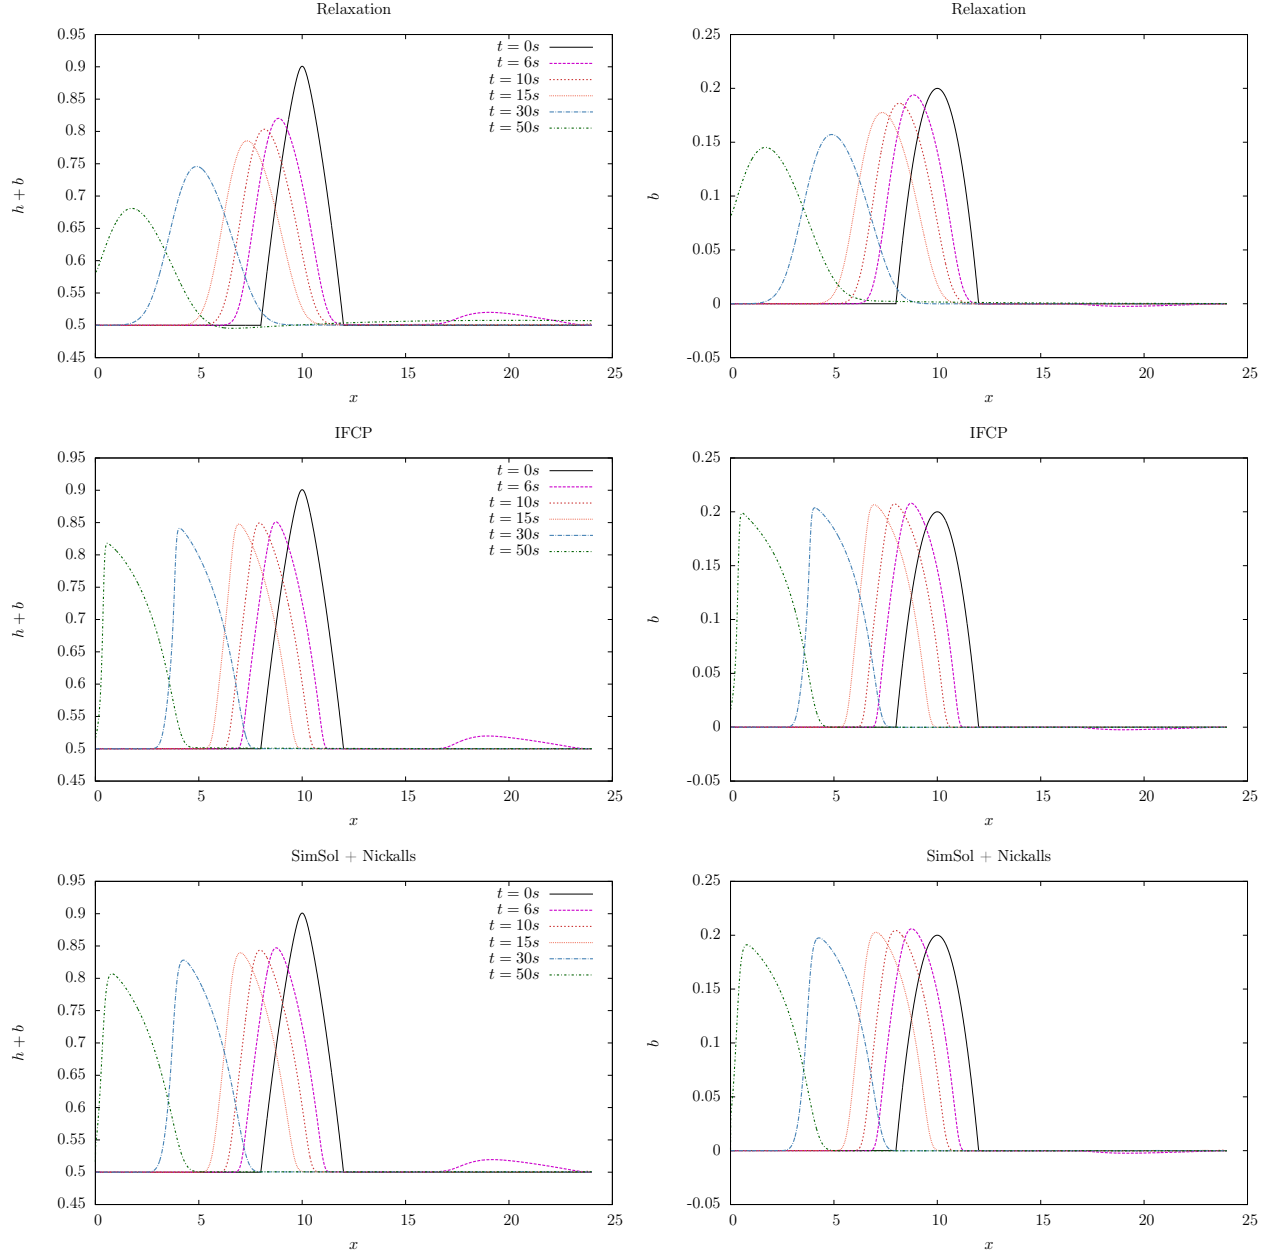 Relaxation
0.95
0.9
0.85
0.8
0.75
0.7
0.65
0.6
0.55
0.5
0.45
h + b
0 5 10 15 20 25
x
t = 0s
t = 6s
t = 10s
t = 15s
t = 30s
t = 50s
Relaxation
0.25
0.2
0.15
0.1
0.05
0
-0.05
b
0 5 10 15 20 25
x
IFCP
0.95
0.9
0.85
0.8
0.75
0.7
0.65
0.6
0.55
0.5
0.45
h + b
0 5 10 15 20 25
x
t = 0s
t = 6s
t = 10s
t = 15s
t = 30s
t = 50s
IFCP
0.25
0.2
0.15
0.1
0.05
0
-0.05
b
0 5 10 15 20 25
x
SimSol + Nickalls
0.95
0.9
0.85
0.8
0.75
0.7
0.65
0.6
0.55
0.5
0.45
h + b
0 5 10 15 20 25
x
t = 0s
t = 6s
t = 10s
t = 15s
t = 30s
t = 50s
SimSol + Nickalls
0.25
0.2
0.15
0.1
0.05
0
-0.05
b
0 5 10 15 20 25
x